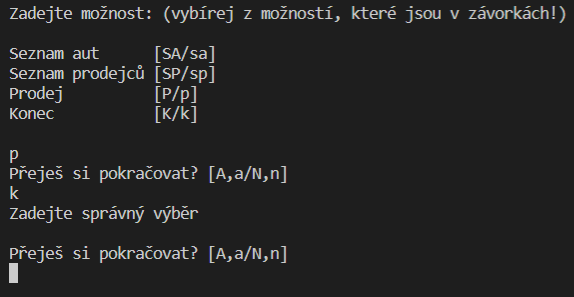 Zadejte možnost: (vybírej z možností, které jsou v závorkách!)
Seznam aut [SA/sa]
Seznam prodejců [SP/sp]
Prodej [P/p]
Konec [K/k]
p
Přeješ si pokračovat? [A,a/N,n]
k
Zadejte správný výběr
Přeješ si pokračovat? [A,a/N,n]